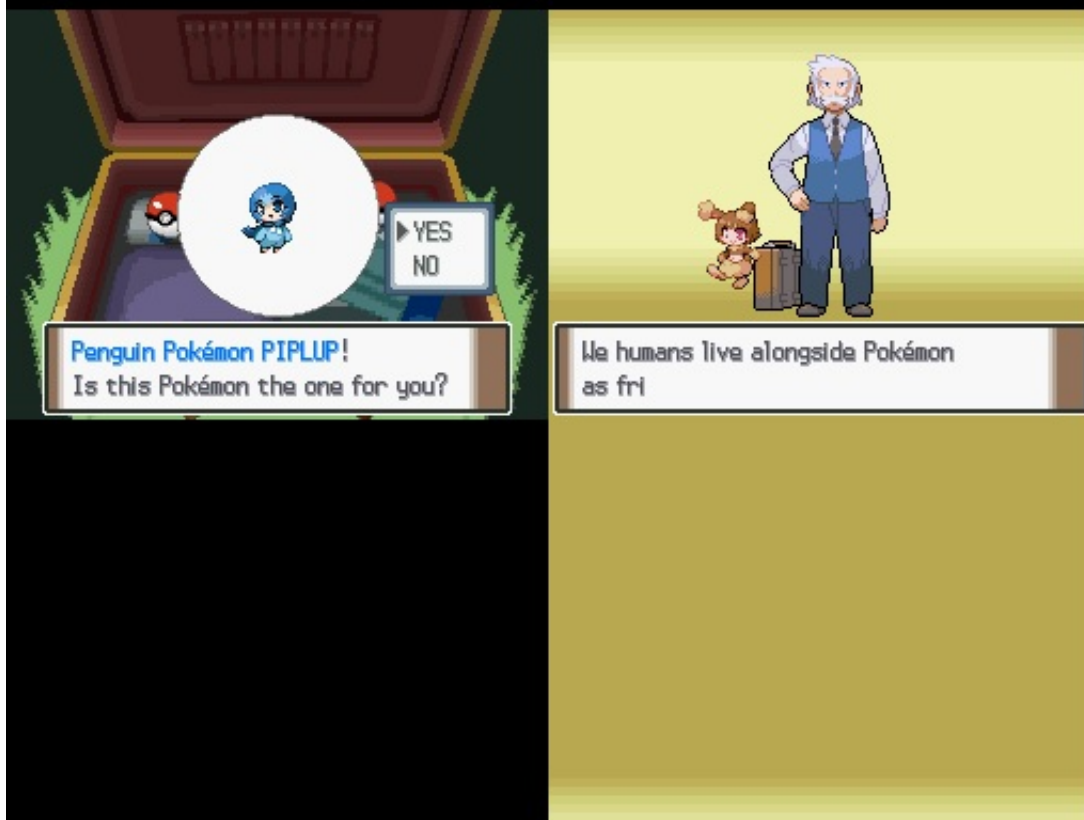 YES
NO
Penguin Pokémon PIPLUP!
Is this Pokémon the one for you?
We humans live alongside Pokémon
as fri